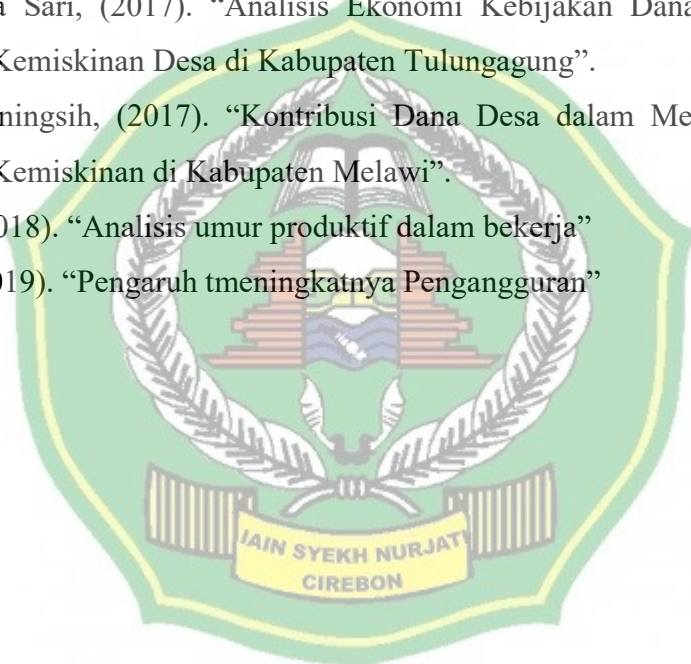 a Sari, (2017). “Analisis Ekonomi Kebijakan Dana
Kemiskinan Desa di Kabupaten Tulungagung”.
ningsih, (2017). “Kontribusi Dana Desa dalam Me
Kemiskinan di Kabupaten Melawi”.
018). “Analisis umur produktif dalam bekerja”
019). “Pengaruh tmeningkatnya Pengangguran”
IAIN SYEKH NURJATI
CIREBON